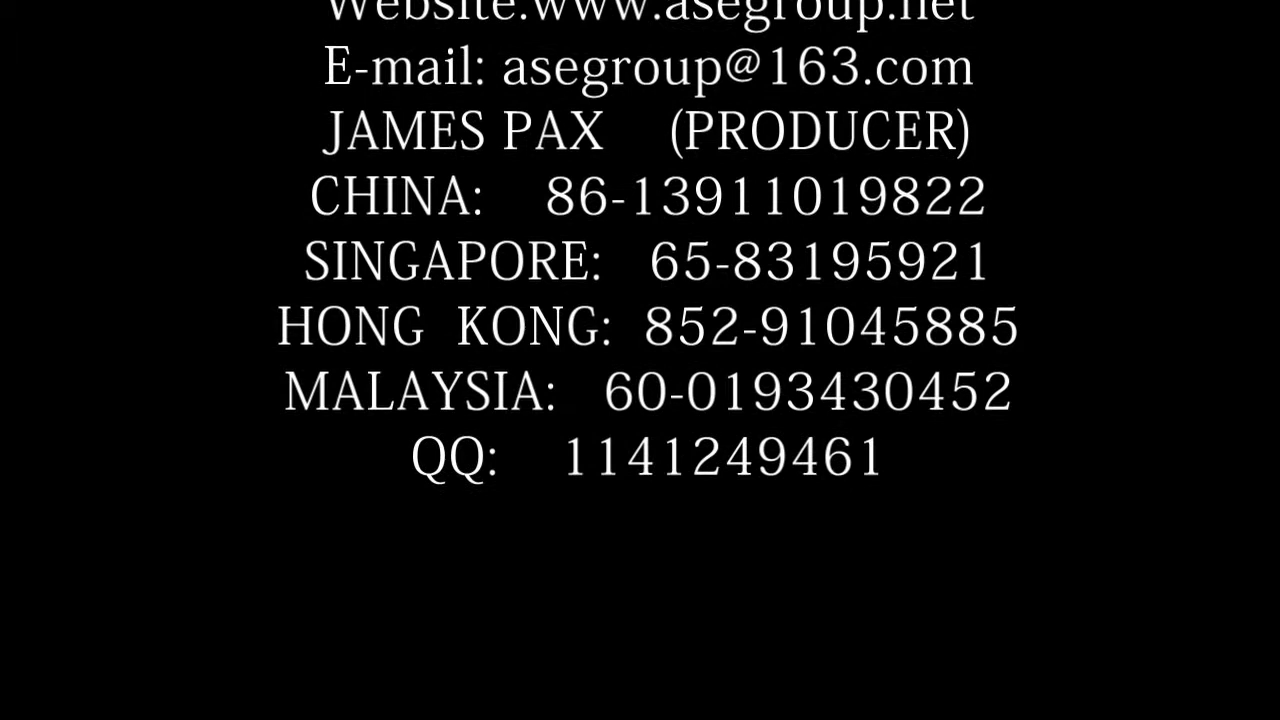 Website:www.asegroup.net
E-mail: asegroup@163.com
JAMES PAX (PRODUCER)
CHINA: 86-13911019822
SINGAPORE: 65-83195921
HONG KONG: 852-91045885
MALAYSIA: 60-0193430452
QQ: 1141249461